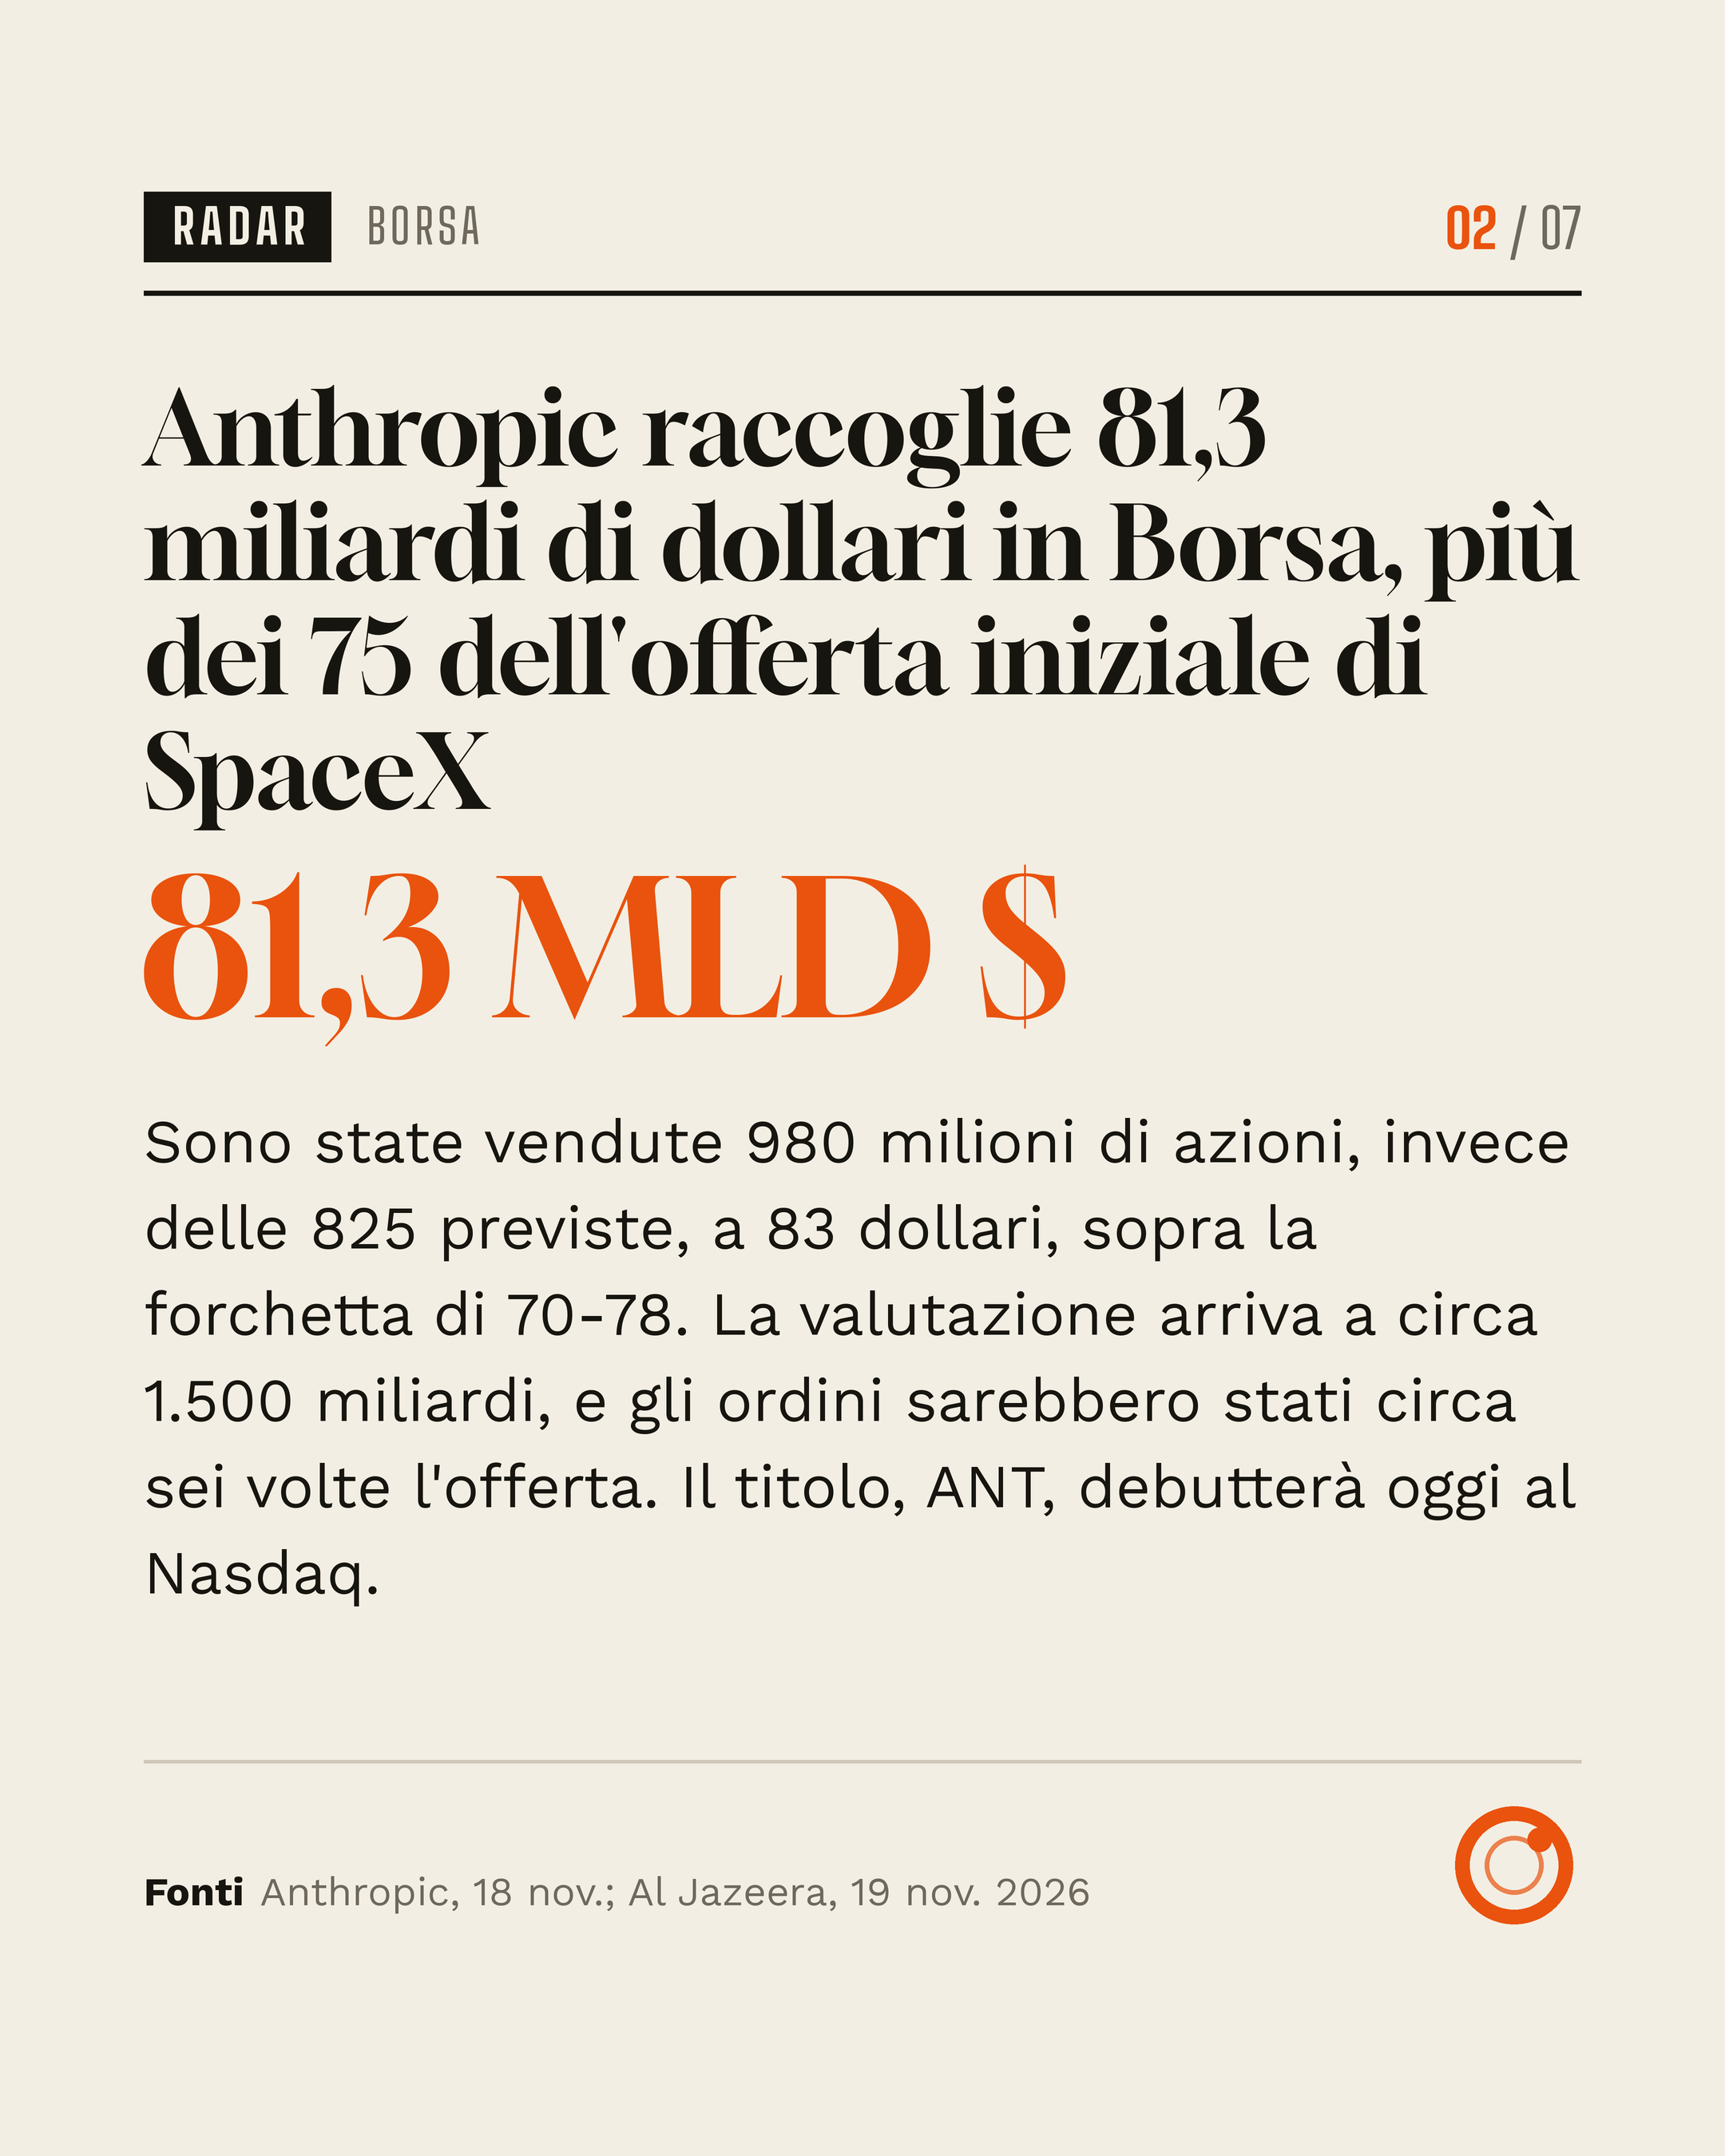 RADAR BORSA 02 / 07
Anthropic raccoglie 81,3
miliardi di dollari in Borsa, più
dei 75 dell'offerta iniziale di
SpaceX
81,3 MLD $
Sono state vendute 980 milioni di azioni, invece
delle 825 previste, a 83 dollari, sopra la
forchetta di 70-78. La valutazione arriva a circa
1.500 miliardi, e gli ordini sarebbero stati circa
sei volte l'offerta. Il titolo, ANT, debutterà oggi al
Nasdaq.
Fonti Anthropic, 18 nov.; Al Jazeera, 19 nov. 2026